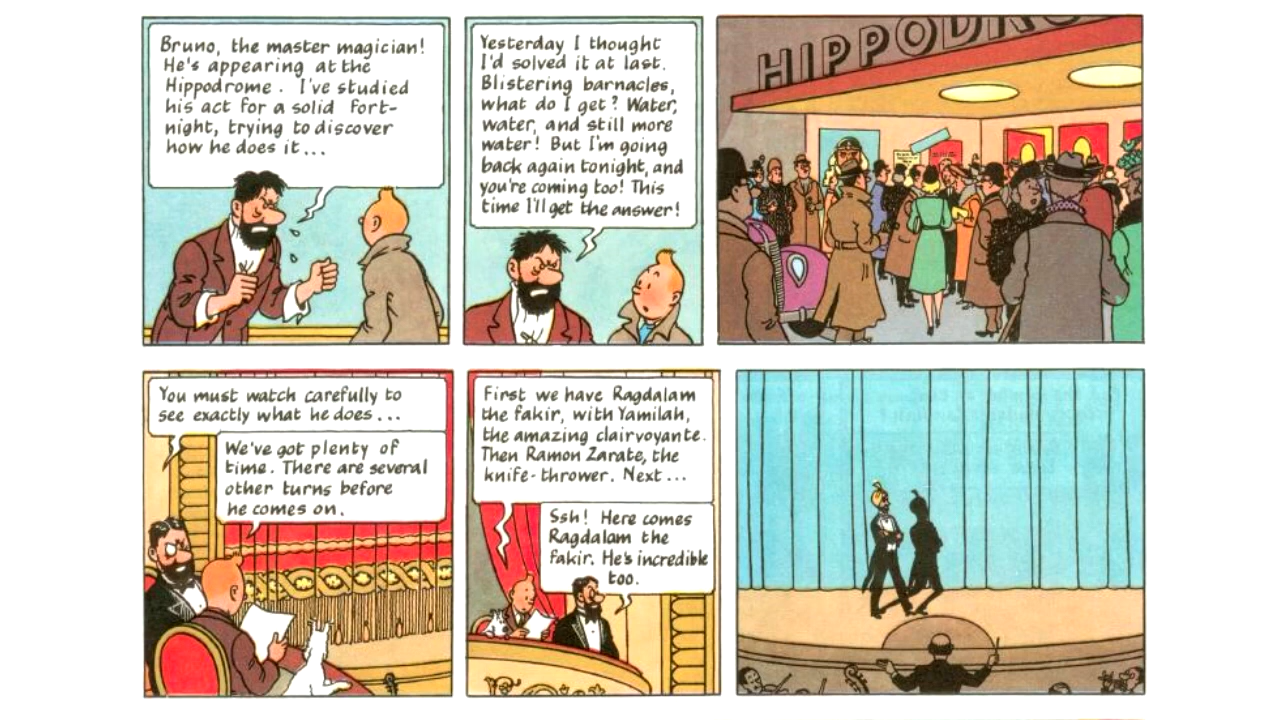 Bruno, the master magician!
He's appearing at the
Hippodrome. I've studied
his act for a solid fort-
night, trying to discover
how he does it...
Yesterday I thought
I'd solved it at last.
Blistering barnacles,
what do I get? Water,
water, and still more
water! But I'm going
back again tonight, and
you're coming too! This
time I'll get the answer!
HIPPODRO
You must watch carefully to
see exactly what he does...
We've got plenty of
time. There are several
other turns before
he comes on.
First we have Ragdalam
the fakir, with Yamilah,
the amazing clairvoyante.
Then Ramon Zarate, the
knife-thrower. Next...
Ssh! Here comes
Ragdalam the
fakir. He's incredible
too.